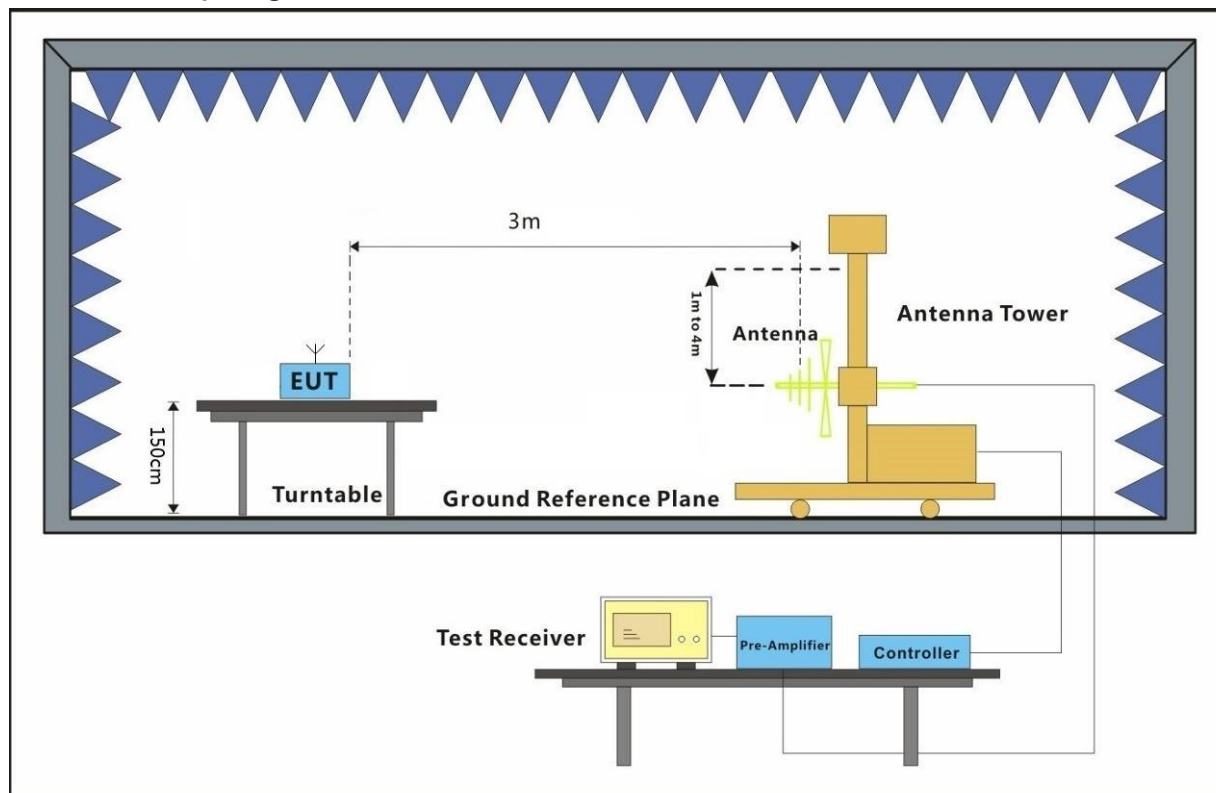 3m
1m to 4m
Antenna
Antenna Tower
EUT
150cm
Turntable
Ground Reference Plane
Test Receiver
Pre-Amplifier
Controller